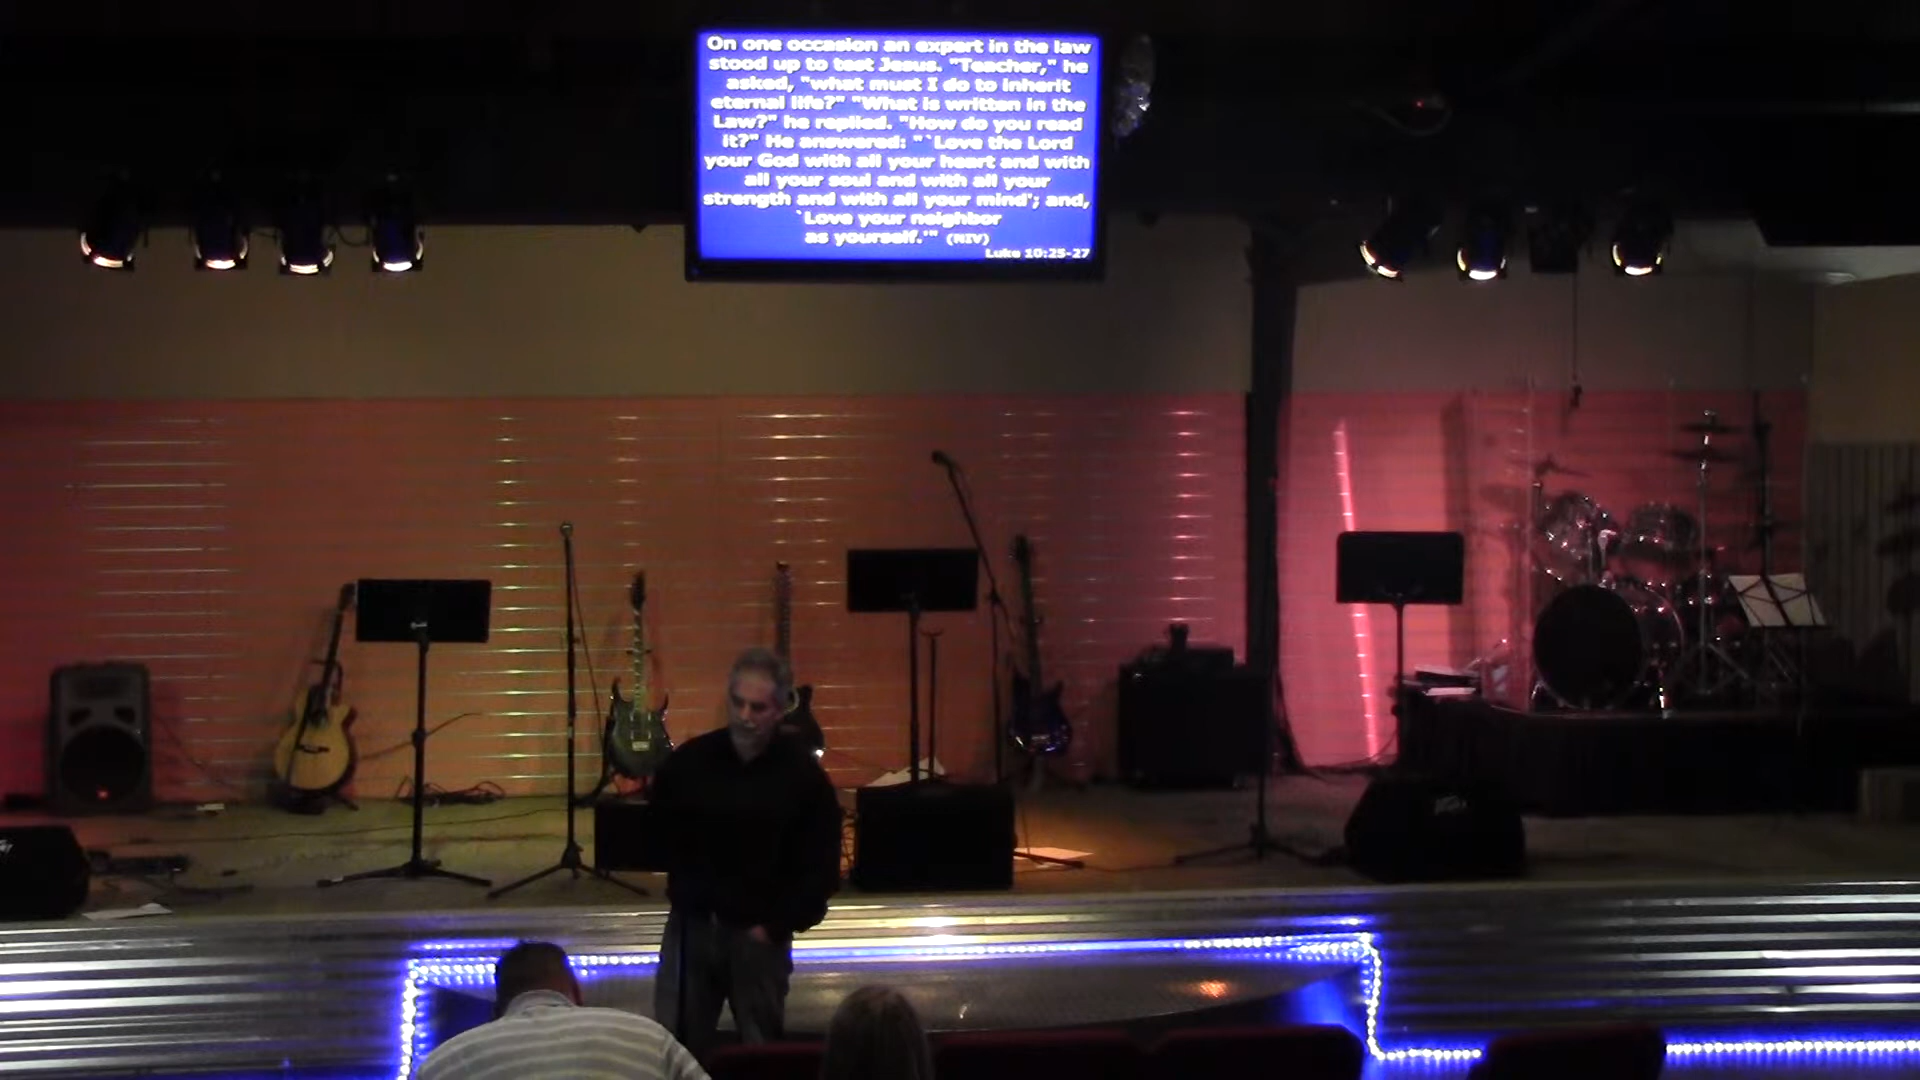 On one occasion an expert in the law
stood up to test Jesus. "Teacher," he
asked, "what must I do to inherit
eternal life?" "What is written in the
Law?" he replied. "How do you read
it?" He answered: "`Love the Lord
your God with all your heart and with
all your soul and with all your
strength and with all your mind'; and,
`Love your neighbor
as yourself.'" (NIV)
Luke 10:25-27